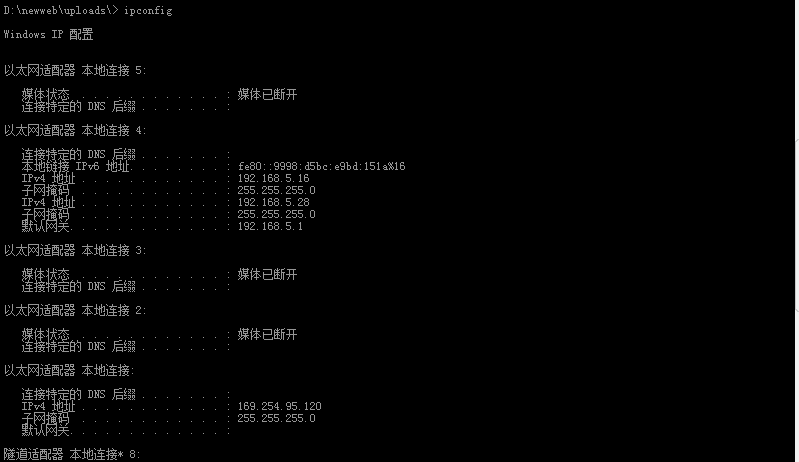 D:\newweb\uploads\> ipconfig
Windows IP 配置
以太网适配器 本地连接 5:
媒体状态 . . . . . . . . . . . . : 媒体已断开
连接特定的 DNS 后缀 . . . . . . . :
以太网适配器 本地连接 4:
连接特定的 DNS 后缀 . . . . . . . :
本地链接 IPv6 地址. . . . . . . . : fe80::9998:d5bc:e9bd:151a%16
IPv4 地址 . . . . . . . . . . . . : 192.168.5.16
子网掩码 . . . . . . . . . . . . : 255.255.255.0
IPv4 地址 . . . . . . . . . . . . : 192.168.5.28
子网掩码 . . . . . . . . . . . . : 255.255.255.0
默认网关. . . . . . . . . . . . . : 192.168.5.1
以太网适配器 本地连接 3:
媒体状态 . . . . . . . . . . . . : 媒体已断开
连接特定的 DNS 后缀 . . . . . . . :
以太网适配器 本地连接 2:
媒体状态 . . . . . . . . . . . . : 媒体已断开
连接特定的 DNS 后缀 . . . . . . . :
以太网适配器 本地连接:
连接特定的 DNS 后缀 . . . . . . . :
IPv4 地址 . . . . . . . . . . . . : 169.254.95.120
子网掩码 . . . . . . . . . . . . : 255.255.255.0
默认网关. . . . . . . . . . . . . :
隧道适配器 本地连接* 8: